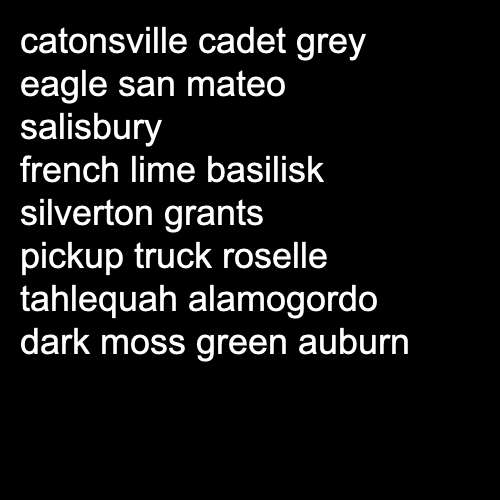 catonsville cadet grey
eagle san mateo
salisbury
french lime basilisk
silverton grants
pickup truck roselle
tahlequah alamogordo
dark moss green auburn